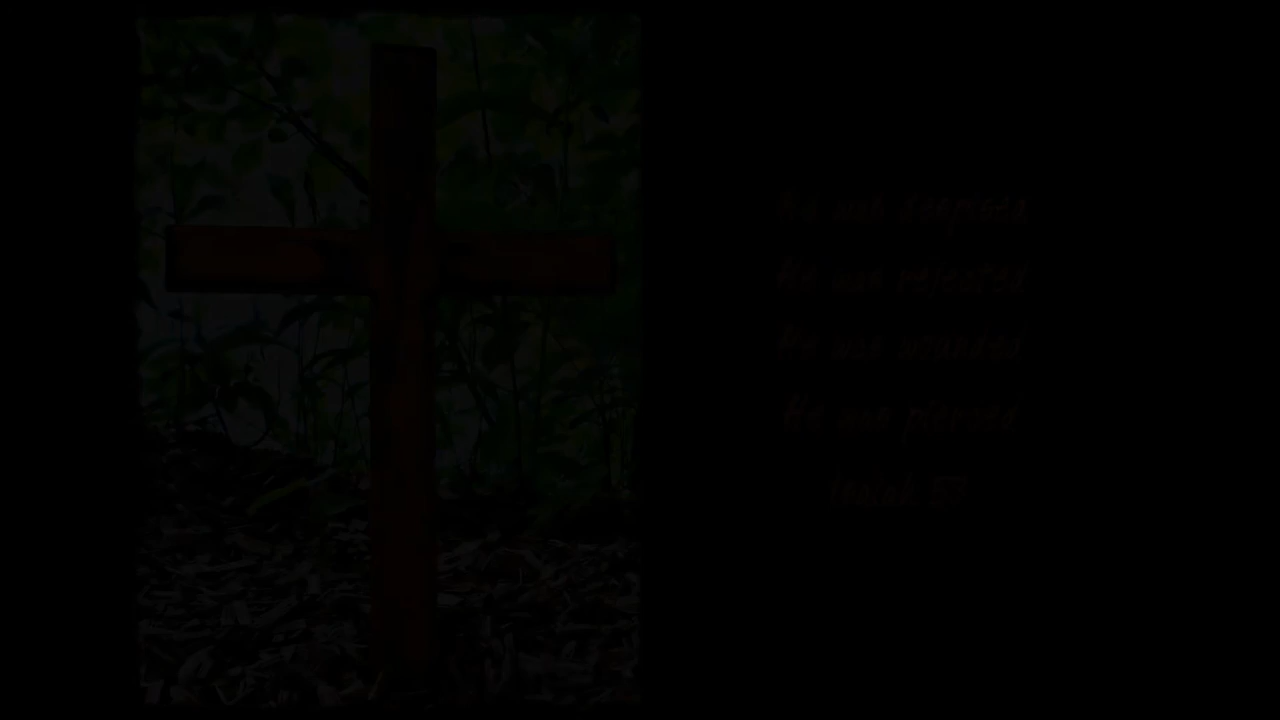 He was despised
He was rejected
He was wounded
He was pierced
Isaiah 53